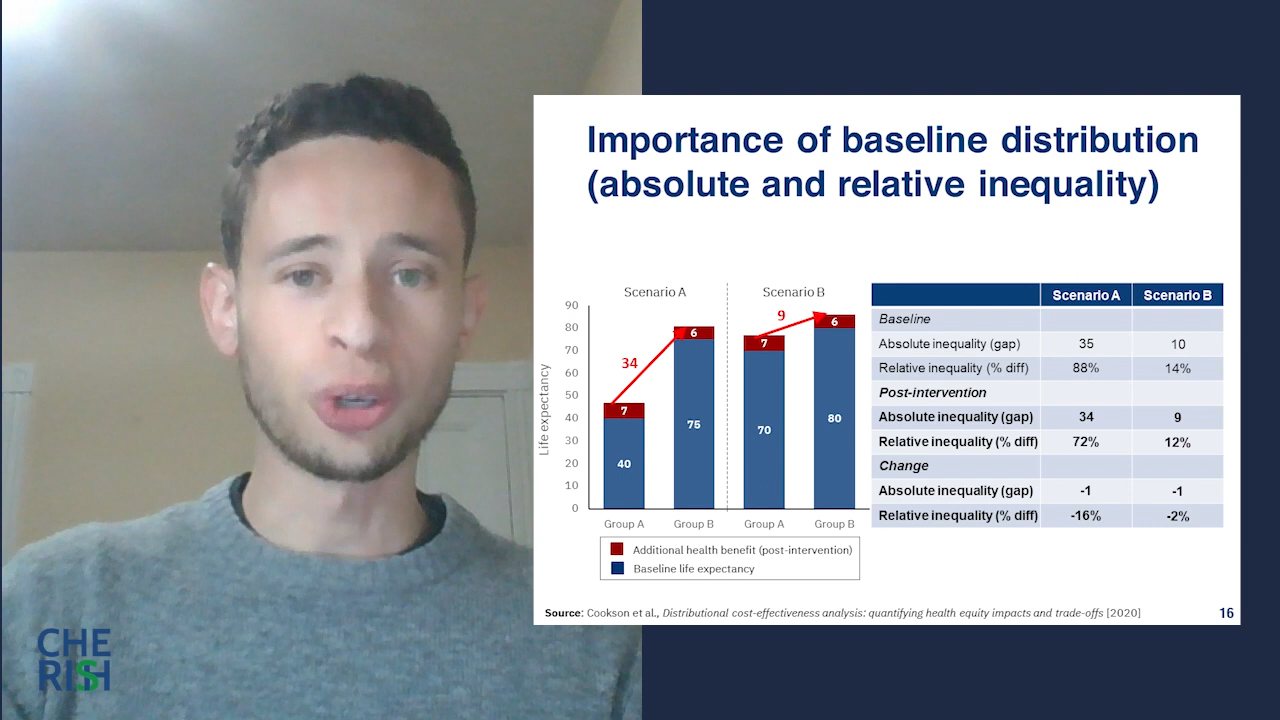 Importance of baseline distribution
(absolute and relative inequality)
Scenario A
Scenario B
Life expectancy
90
80
70
60
50
40
30
20
10
0
34
9
7
40
6
75
7
70
6
80
Group A
Group B
Group A
Group B
Additional health benefit (post-intervention)
Baseline life expectancy
Scenario A Scenario B
Baseline
Absolute inequality (gap) 35 10
Relative inequality (% diff) 88% 14%
Post-intervention
Absolute inequality (gap) 34 9
Relative inequality (% diff) 72% 12%
Change
Absolute inequality (gap) -1 -1
Relative inequality (% diff) -16% -2%
Source: Cookson et al., Distributional cost-effectiveness analysis: quantifying health equity impacts and trade-offs [2020]
16
CHE
RISH